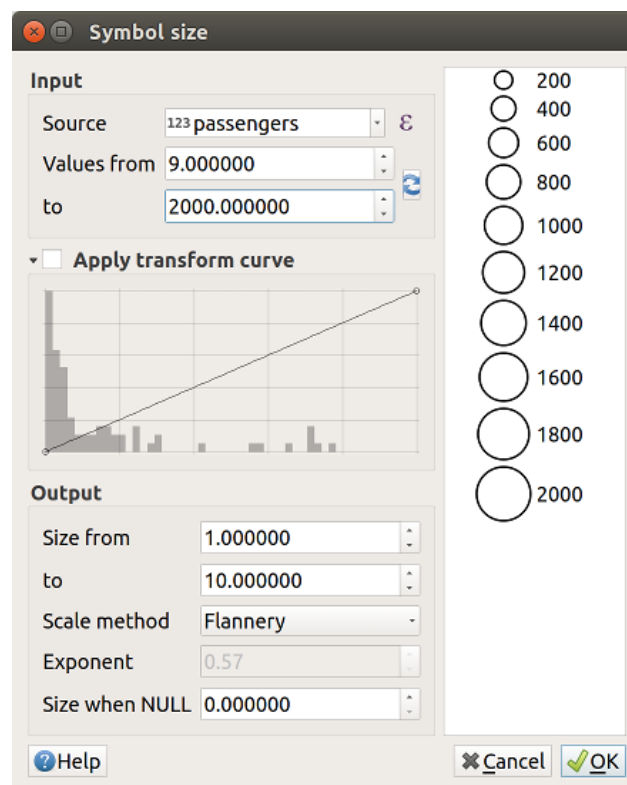 Symbol size
Input
Source 123 passengers ε
Values from 9.000000
to 2000.000000
Apply transform curve
Output
Size from 1.000000
to 10.000000
Scale method Flannery
Exponent 0.57
Size when NULL 0.000000
200
400
600
800
1000
1200
1400
1600
1800
2000
?Help
Cancel
OK